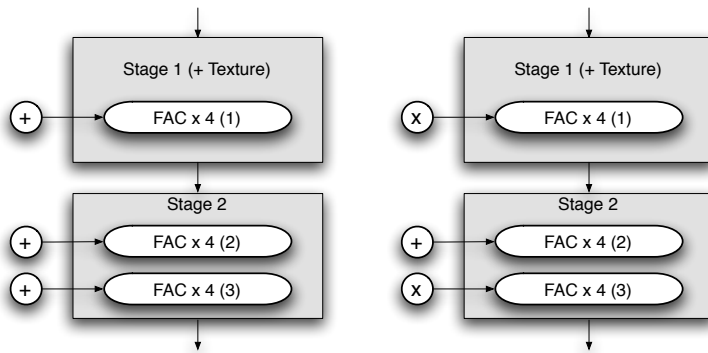 Stage 1 (+ Texture)
+
FAC x 4 (1)
Stage 2
+
FAC x 4 (2)
+
FAC x 4 (3)
Stage 1 (+ Texture)
x
FAC x 4 (1)
Stage 2
+
FAC x 4 (2)
x
FAC x 4 (3)